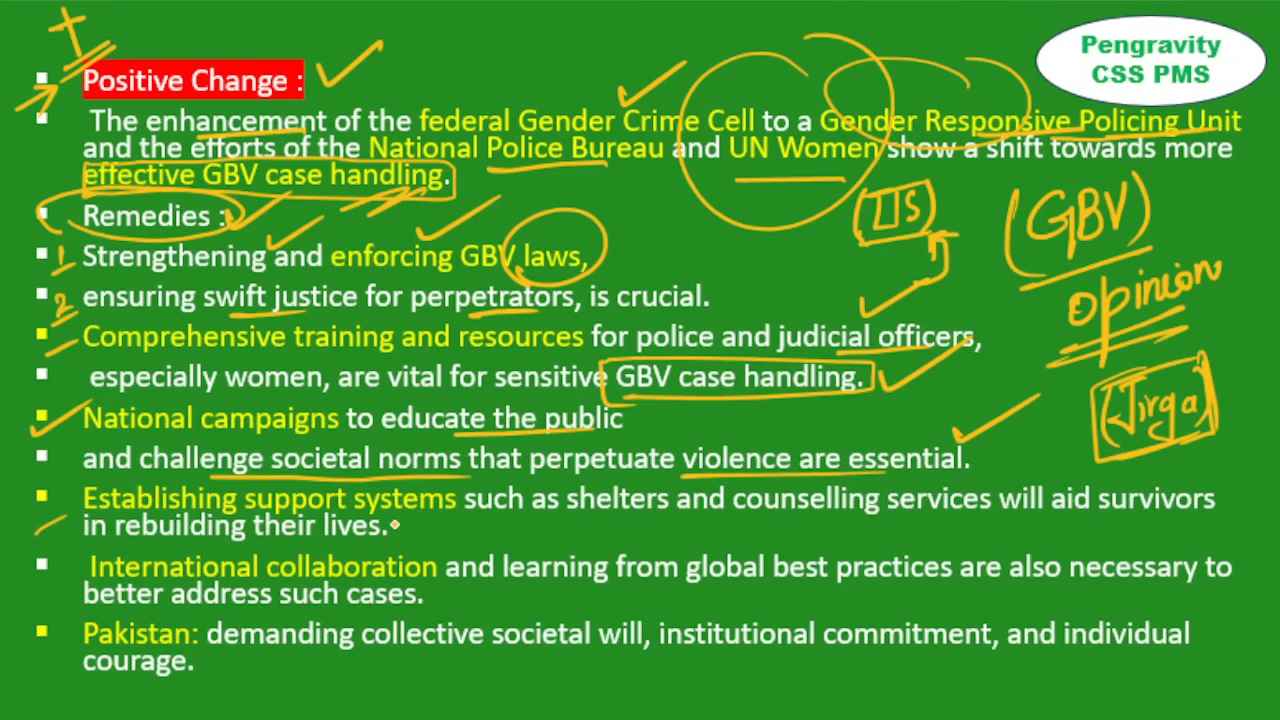 Pengravity
CSS PMS
+
Positive Change :
The enhancement of the federal Gender Crime Cell to a Gender Responsive Policing Unit
and the efforts of the National Police Bureau and UN Women show a shift towards more
effective GBV case handling.
Remedies :
1 Strengthening and enforcing GBV laws,
2 ensuring swift justice for perpetrators, is crucial.
Comprehensive training and resources for police and judicial officers,
especially women, are vital for sensitive GBV case handling.
National campaigns to educate the public
and challenge societal norms that perpetuate violence are essential.
Establishing support systems such as shelters and counselling services will aid survivors
in rebuilding their lives.
International collaboration and learning from global best practices are also necessary to
better address such cases.
Pakistan: demanding collective societal will, institutional commitment, and individual
courage.
(GBV)
opinion
(Jirga)